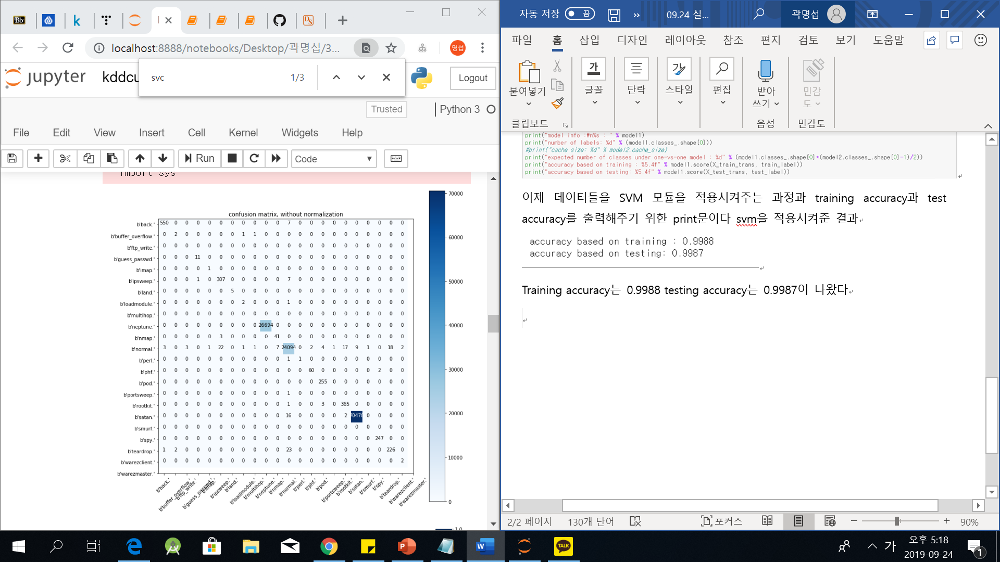 localhost:8888/notebooks/Desktop/곽명섭/3...
명섭
jupyter
svc
1/3
Logout
Trusted
Python 3
File Edit View Insert Cell Kernel Widgets Help
Run
Code
import sys
confusion matrix, without normalization
b'back.' 550 0 0 0 0 0 0 0 0 0 0 7 0 0 0 0 0 0 0 0 0 0
b'buffer_overflow.' 0 2 0 0 0 0 0 1 1 0 0 0 0 0 0 0 0 0 0 0 0 0
b'ftp_write.' 0 0 0 0 0 0 0 0 0 0 0 0 0 0 0 0 0 0 0 0 0 0
b'guess_passwd.' 0 0 0 11 0 0 0 0 0 0 0 0 0 0 0 0 0 0 0 0 0 0
b'imap.' 0 0 0 0 1 0 0 0 0 0 0 0 0 0 0 0 0 0 0 0 0 0
b'ipsweep.' 0 0 0 1 0 307 0 0 0 0 0 7 0 0 0 0 0 0 0 0 0 0
b'land.' 0 0 0 0 0 0 5 0 0 0 0 0 0 0 0 0 0 0 0 0 0 0
b'loadmodule.' 0 0 0 0 0 0 0 2 0 0 0 1 0 0 0 0 0 0 0 0 0 0
b'multihop.' 0 0 0 0 0 0 0 0 0 0 0 0 0 0 0 0 0 0 0 0 0 0
b'neptune.' 0 0 0 0 0 0 0 0 0 26694 0 0 0 0 0 0 0 0 0 0 0 0
b'nmap.' 0 0 0 0 0 3 0 0 0 0 41 0 0 0 0 0 0 0 0 0 0 0
b'normal.' 3 0 3 0 1 22 0 1 1 0 7 24094 0 2 4 1 17 9 1 0 18 2
b'perl.' 0 0 0 0 0 0 0 0 0 0 0 1 1 0 0 0 0 0 0 0 0 0
b'phf.' 0 0 0 0 0 0 0 0 0 0 0 0 0 60 0 0 0 0 0 2 0 0
b'pod.' 0 0 0 0 0 0 0 0 0 0 0 0 0 0 255 0 0 0 0 0 0 0
b'portsweep.' 0 0 0 0 0 0 0 0 0 0 0 1 0 0 0 0 0 0 0 0 0 0
b'rootkit.' 0 0 0 0 0 0 0 0 0 0 0 1 0 0 3 0 365 0 0 0 0 0
b'satan.' 0 0 0 0 0 0 0 0 0 0 0 16 0 0 0 0 2 70478 0 0 0 0
b'smurf.' 0 0 0 0 0 0 0 0 0 0 0 0 0 0 0 0 0 0 0 0 0 0
b'spy.' 0 0 0 0 0 0 0 0 0 0 0 0 0 0 0 0 0 0 0 247 0 0
b'teardrop.' 1 2 0 0 0 0 0 0 0 0 0 23 0 0 0 0 0 0 0 0 226 0
b'warezclient.' 0 0 0 0 0 0 0 0 0 0 0 0 0 0 0 0 0 0 0 0 0 2
b'warezmaster.'
b'back.' b'buffer_overflow.' b'ftp_write.' b'guess_passwd.' b'imap.' b'ipsweep.' b'land.' b'loadmodule.' b'multihop.' b'neptune.' b'nmap.' b'normal.' b'perl.' b'phf.' b'pod.' b'portsweep.' b'rootkit.' b'satan.' b'smurf.' b'spy.' b'teardrop.' b'warezclient.' b'warezmaster.'
70000
60000
50000
40000
30000
20000
10000
0
1.0
자동 저장 끔 09.24 실... 곽명섭
파일 홈 삽입 디자인 레이아웃 참조 편지 검토 보기 도움말
붙여넣기
클립보드
가
글꼴
단락
스타일
편집
받아
쓰기
음성
민감
도
민감도
print("model info :₩n%s : " % model1)
print("number of labels: %d" % (model1.classes_.shape[0]))
#print("cache size: %d" % model2.cache_size)
print("expected number of classes under one-vs-one model : %d" % (model1.classes_.shape[0]*(model2.classes_.shape[0]-1)/2))
print("accuracy based on training : %5.4f" % model1.score(X_train_trans, train_label))
print("accuracy based on testing: %5.4f" % model1.score(X_test_trans, test_label))
이제 데이터들을 SVM 모듈을 적용시켜주는 과정과 training accuracy과 test
accuracy를 출력해주기 위한 print문이다 svm을 적용시켜준 결과
accuracy based on training : 0.9988
accuracy based on testing: 0.9987
Training accuracy는 0.9988 testing accuracy는 0.9987이 나왔다
2/2 페이지 130개 단어 포커스 90%
TALK
가
오후 5:18
2019-09-24
1